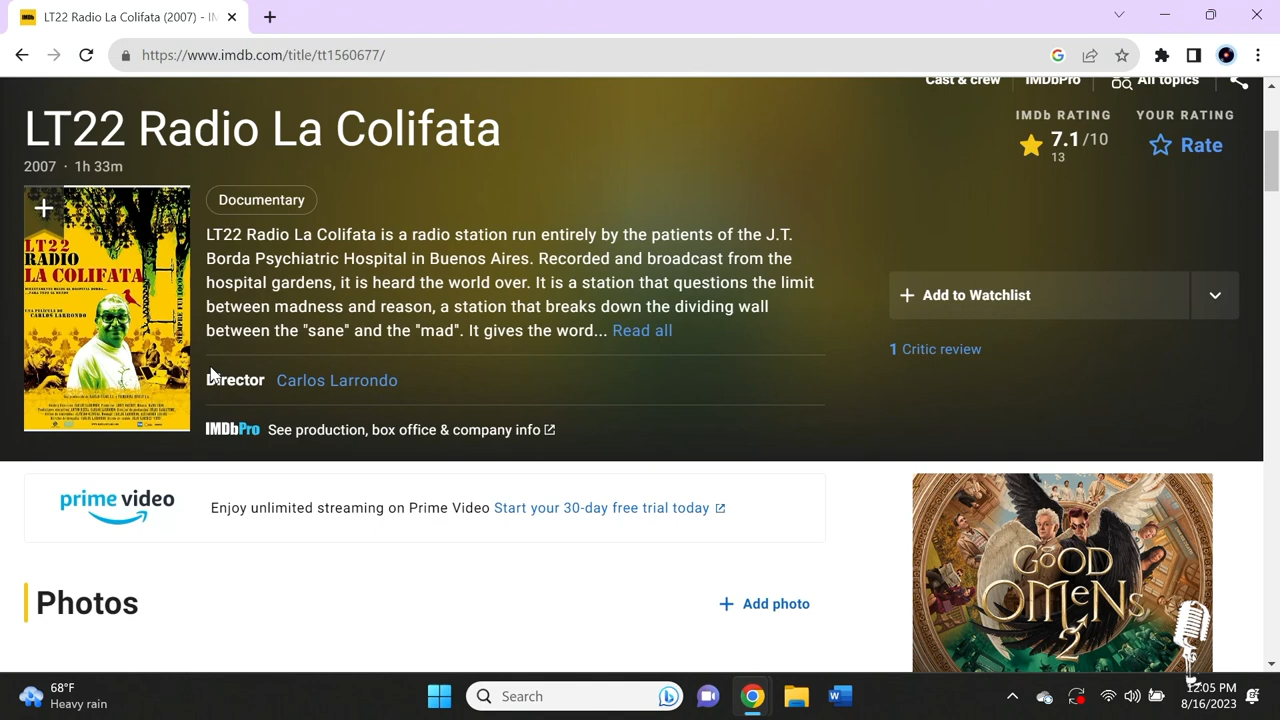 LT22 Radio La Colifata (2007) - IM
https://www.imdb.com/title/tt1560677/
Cast & crew
IMDbPro
All topics
LT22 Radio La Colifata
IMDb RATING
YOUR RATING
7.1/10
Rate
13
2007 · 1h 33m
Documentary
LT22
RADIO
LA COLIFATA
UNA PELÍCULA DE
CARLOS LARRONDO
SIEMPRE FUI LOCO
LT22 Radio La Colifata is a radio station run entirely by the patients of the J.T.
Borda Psychiatric Hospital in Buenos Aires. Recorded and broadcast from the
hospital gardens, it is heard the world over. It is a station that questions the limit
between madness and reason, a station that breaks down the dividing wall
between the "sane" and the "mad". It gives the word... Read all
Add to Watchlist
1 Critic review
Director Carlos Larrondo
IMDbPro See production, box office & company info
prime video
Enjoy unlimited streaming on Prime Video Start your 30-day free trial today
Photos
Add photo
GOOD
OMENS
2
68°F
Heavy rain
Search
12:05 PM
8/16/2023